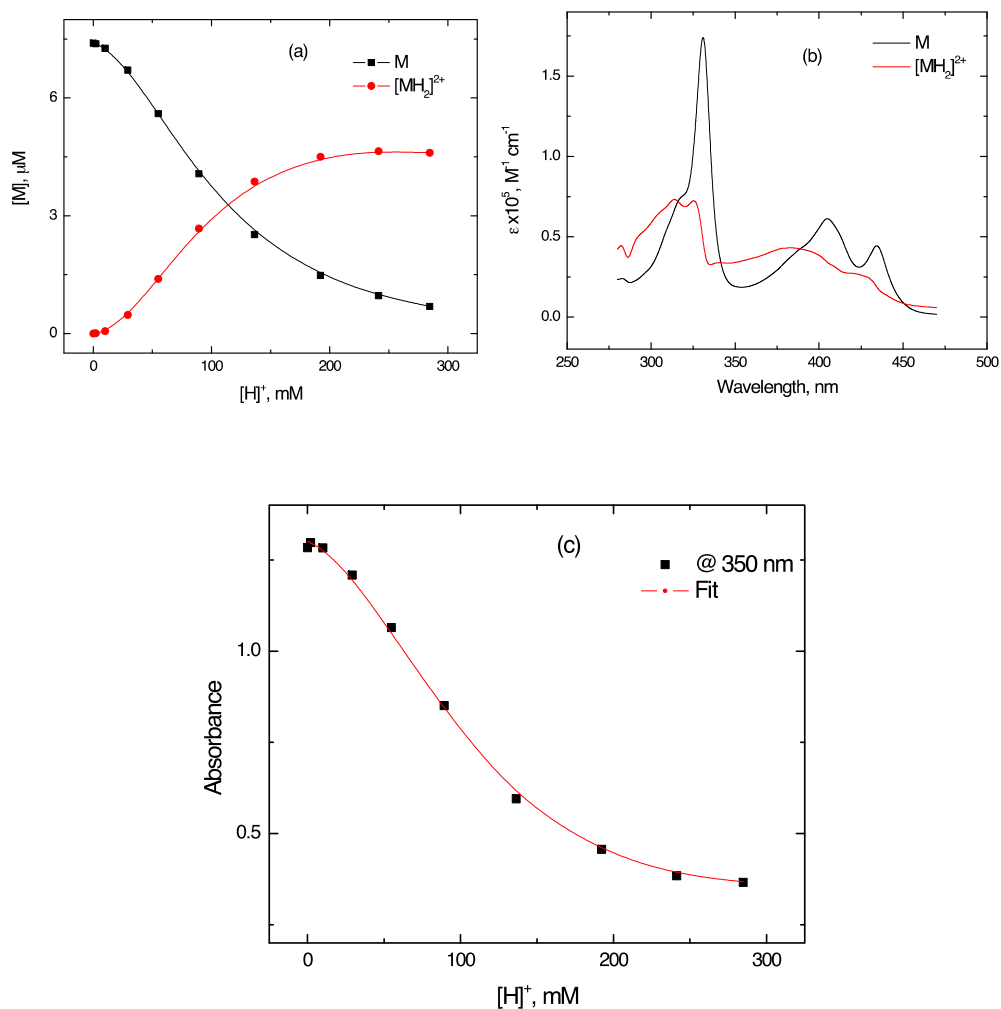 (a)
M
[MH₂]²⁺
6
3
0
[M], μM
0 100 200 300
[H]⁺, mM
(b)
M
[MH₂]²⁺
1.5
1.0
0.5
0.0
ε x10⁵, M⁻¹ cm⁻¹
250 300 350 400 450 500
Wavelength, nm
(c)
@ 350 nm
Fit
1.0
0.5
Absorbance
0 100 200 300
[H]⁺, mM